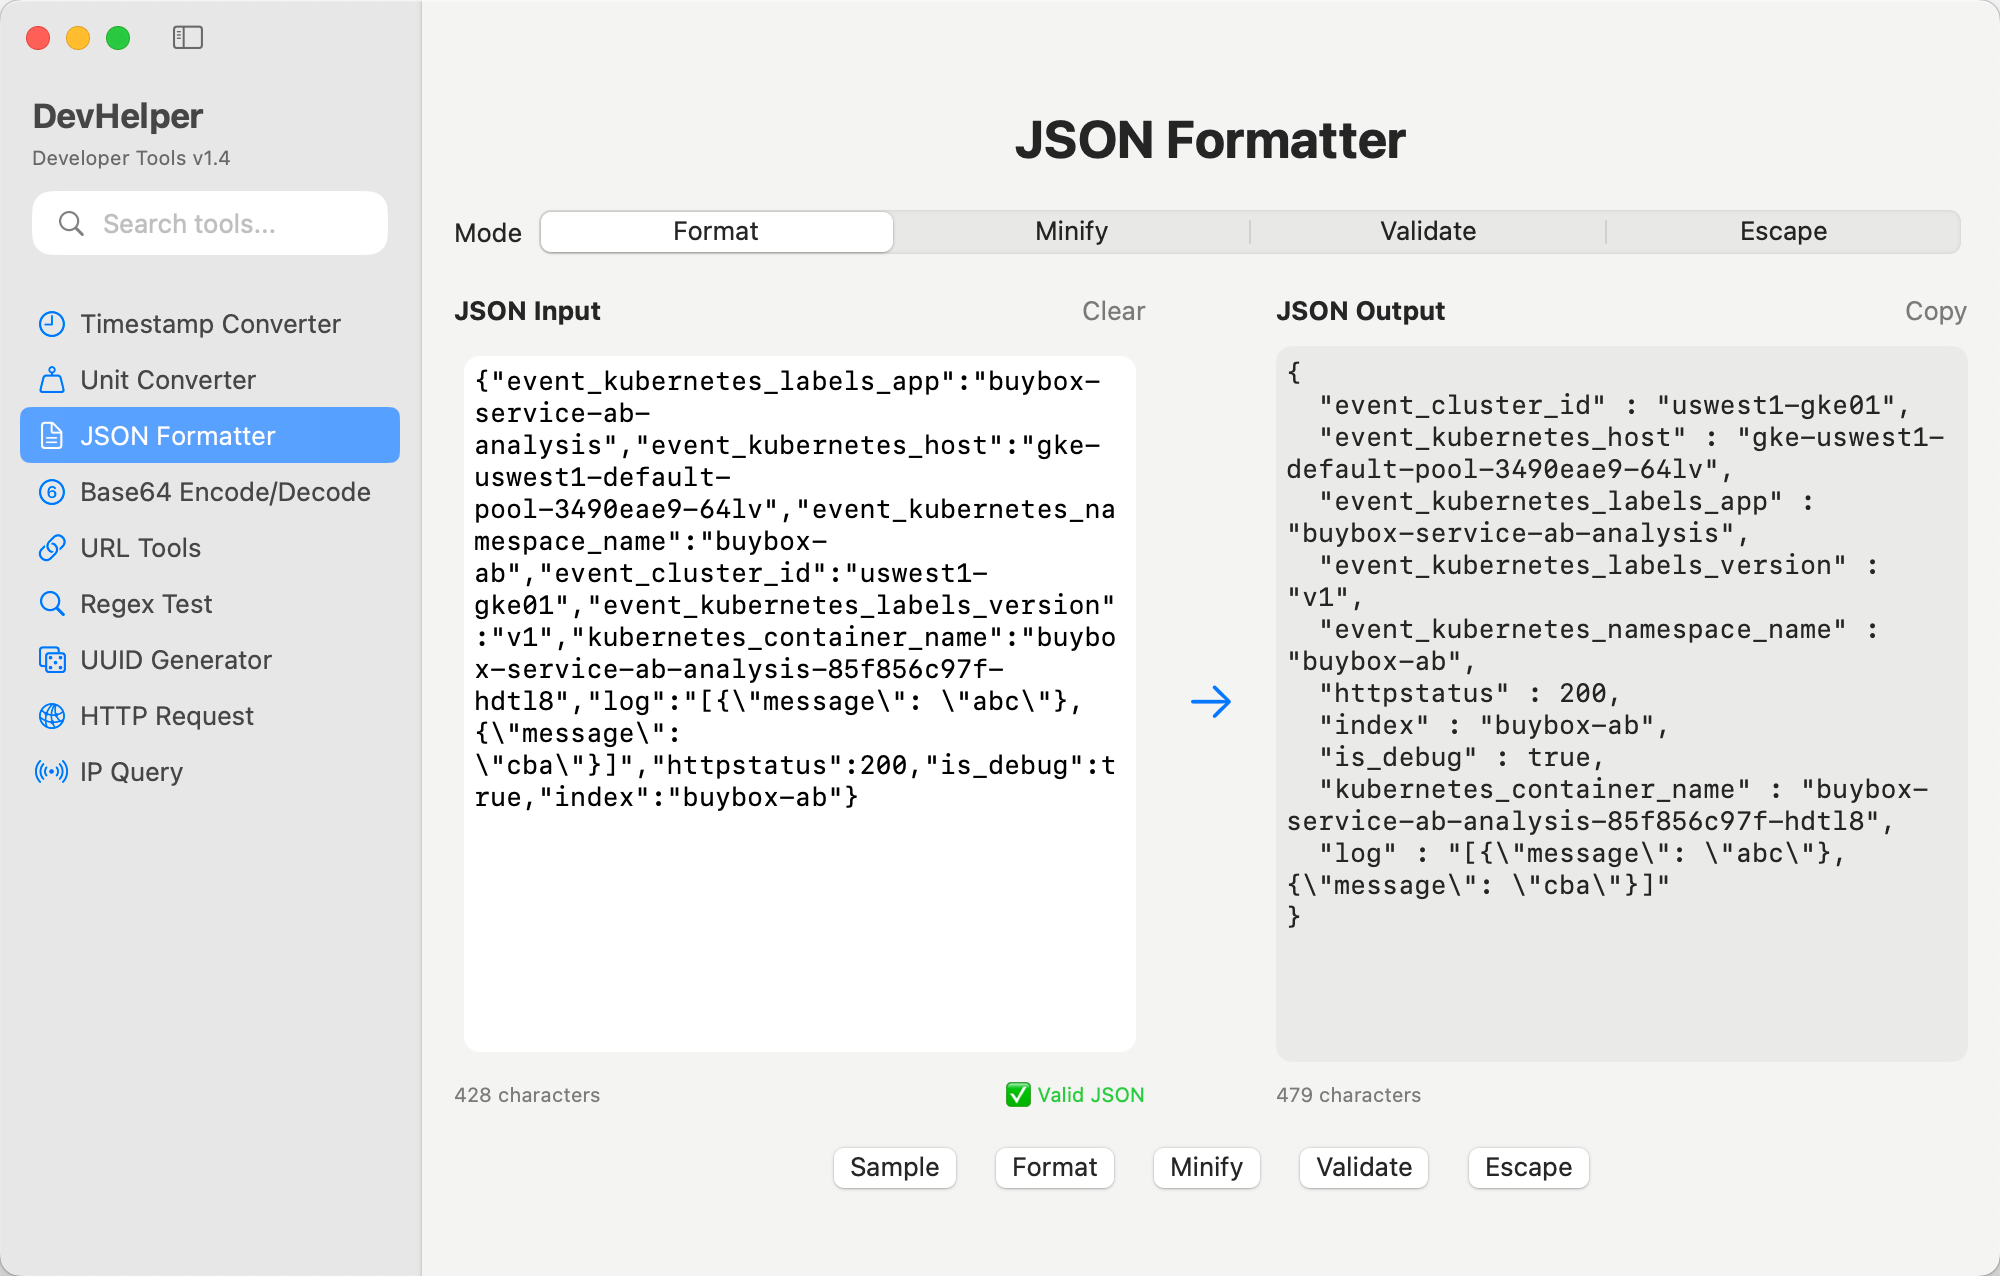 DevHelper
Developer Tools v1.4
Search tools...
Timestamp Converter
Unit Converter
JSON Formatter
6 Base64 Encode/Decode
URL Tools
Regex Test
UUID Generator
HTTP Request
IP Query
JSON Formatter
Mode Format Minify Validate Escape
JSON Input Clear
{"event_kubernetes_labels_app":"buybox-
service-ab-
analysis","event_kubernetes_host":"gke-
uswest1-default-
pool-3490eae9-64lv","event_kubernetes_na
mespace_name":"buybox-
ab","event_cluster_id":"uswest1-
gke01","event_kubernetes_labels_version"
:"v1","kubernetes_container_name":"buybo
x-service-ab-analysis-85f856c97f-
hdtl8","log":"[{\"message\": \"abc\"},
{\"message\":
\"cba\"}]","httpstatus":200,"is_debug":t
rue,"index":"buybox-ab"}
428 characters ✅ Valid JSON
JSON Output Copy
{
  "event_cluster_id" : "uswest1-gke01",
  "event_kubernetes_host" : "gke-uswest1-
default-pool-3490eae9-64lv",
  "event_kubernetes_labels_app" :
"buybox-service-ab-analysis",
  "event_kubernetes_labels_version" :
"v1",
  "event_kubernetes_namespace_name" :
"buybox-ab",
  "httpstatus" : 200,
  "index" : "buybox-ab",
  "is_debug" : true,
  "kubernetes_container_name" : "buybox-
service-ab-analysis-85f856c97f-hdtl8",
  "log" : "[{\"message\": \"abc\"},
{\"message\": \"cba\"}]"
}
479 characters
Sample Format Minify Validate Escape